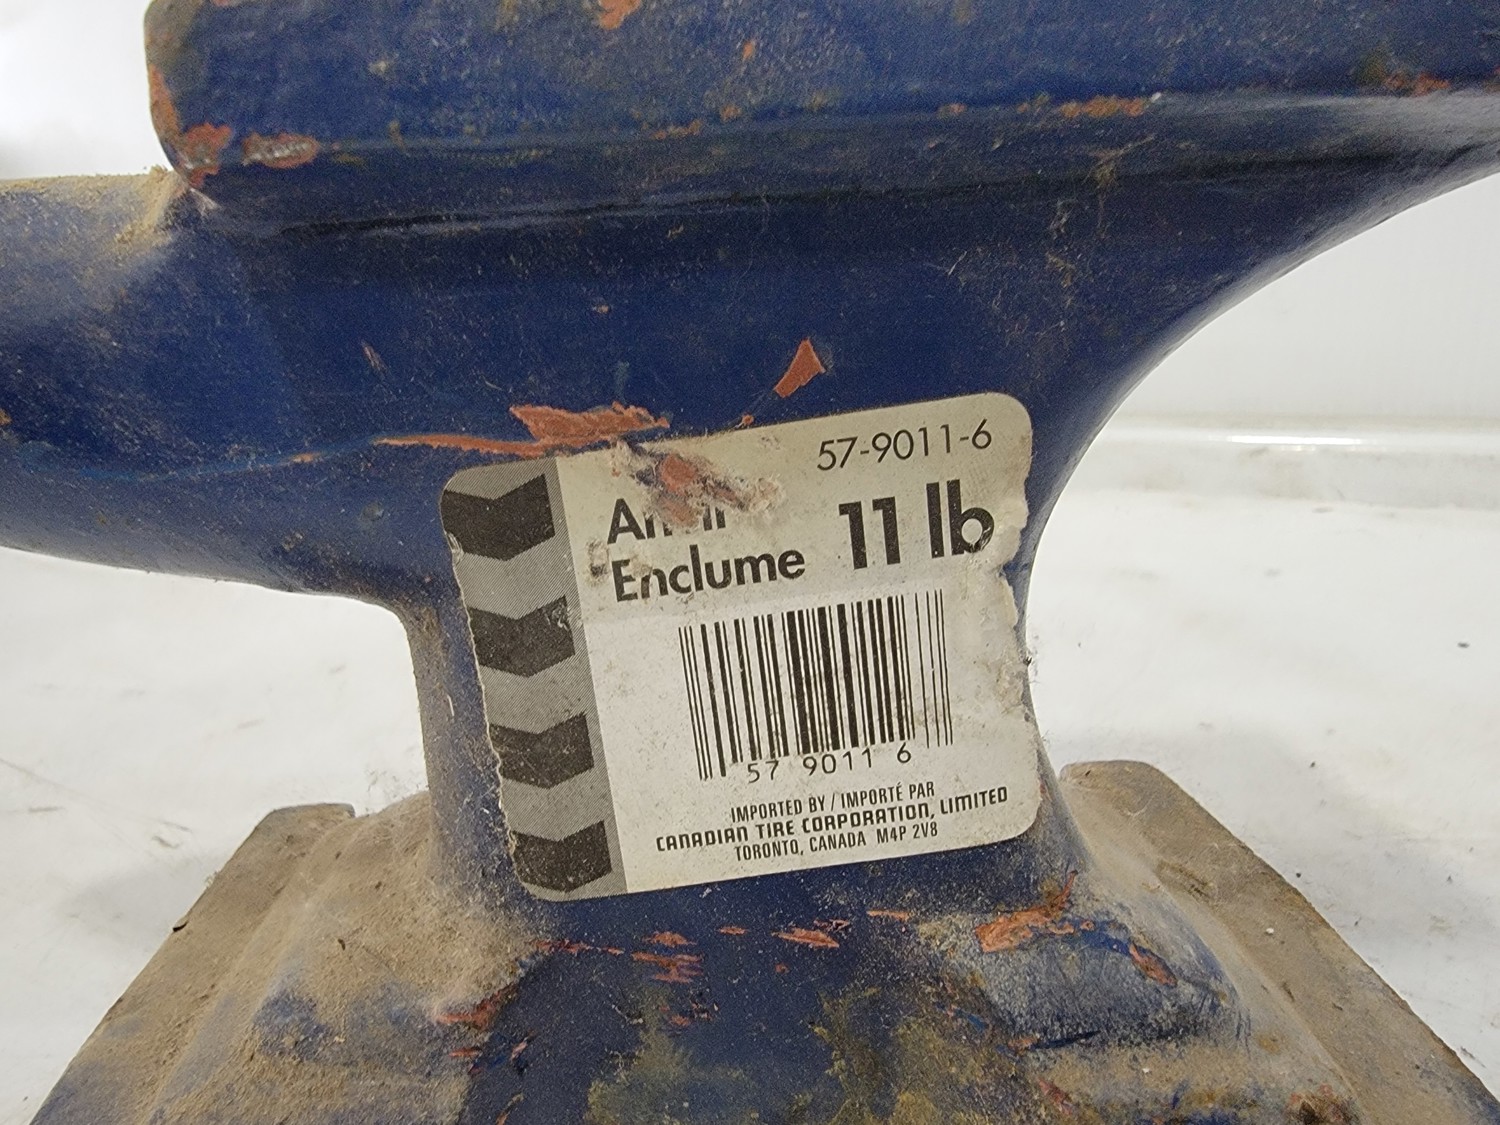 57-9011-6
11 lb
Enclume
57 9011 6
IMPORTED BY / IMPORTÉ PAR
CANADIAN TIRE CORPORATION, LIMITED
TORONTO, CANADA M4P 2V8